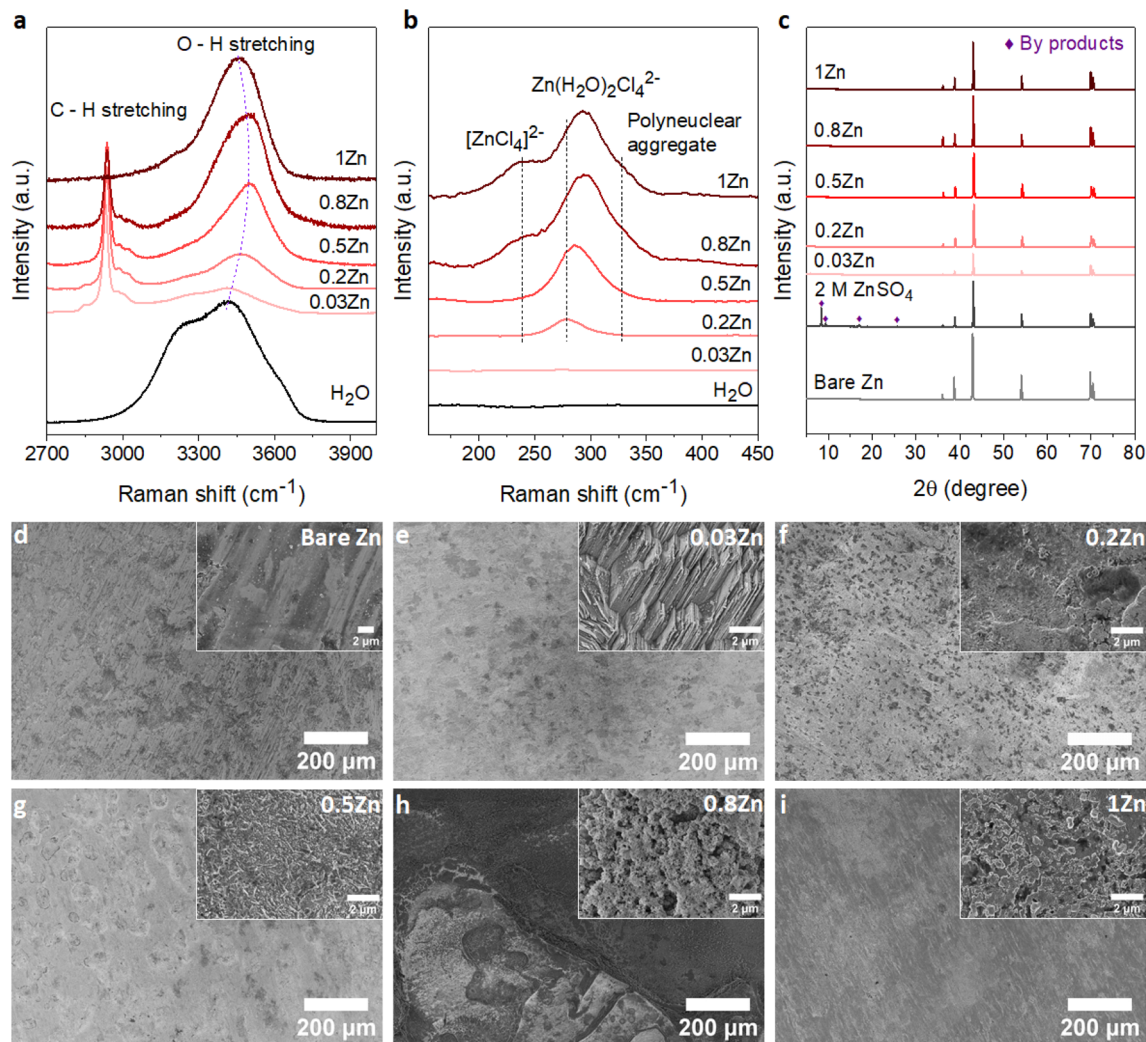 a
O - H stretching
C - H stretching
1Zn
0.8Zn
0.5Zn
0.2Zn
0.03Zn
H₂O
Intensity (a.u.)
2700 3000 3300 3600 3900
Raman shift (cm⁻¹)
b
Zn(H₂O)₂Cl₄²⁻
[ZnCl₄]²⁻
Polyneuclear
aggregate
1Zn
0.8Zn
0.5Zn
0.2Zn
0.03Zn
H₂O
Intensity (a.u.)
200 250 300 350 400 450
Raman shift (cm⁻¹)
c
♦ By products
1Zn
0.8Zn
0.5Zn
0.2Zn
0.03Zn
2 M ZnSO₄
Bare Zn
Intensity (a.u.)
10 20 30 40 50 60 70 80
2θ (degree)
d
Bare Zn
2 µm
200 µm
e
0.03Zn
2 µm
200 µm
f
0.2Zn
2 µm
200 µm
g
0.5Zn
2 µm
200 µm
h
0.8Zn
2 µm
200 µm
i
1Zn
2 µm
200 µm